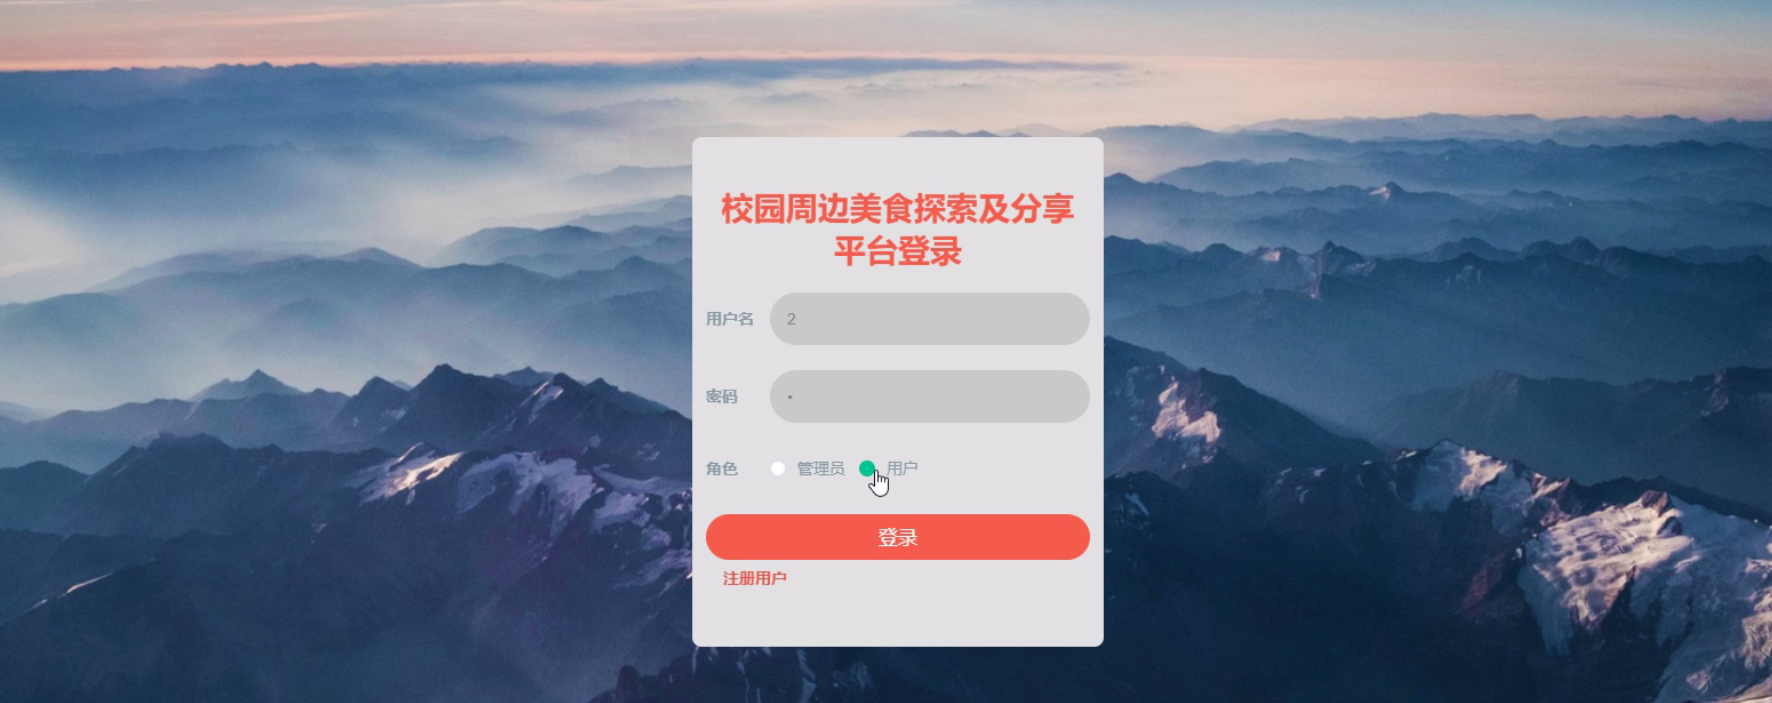 校园周边美食探索及分享
平台登录
用户名 2
密码 •
角色 管理员 用户
登录
注册用户